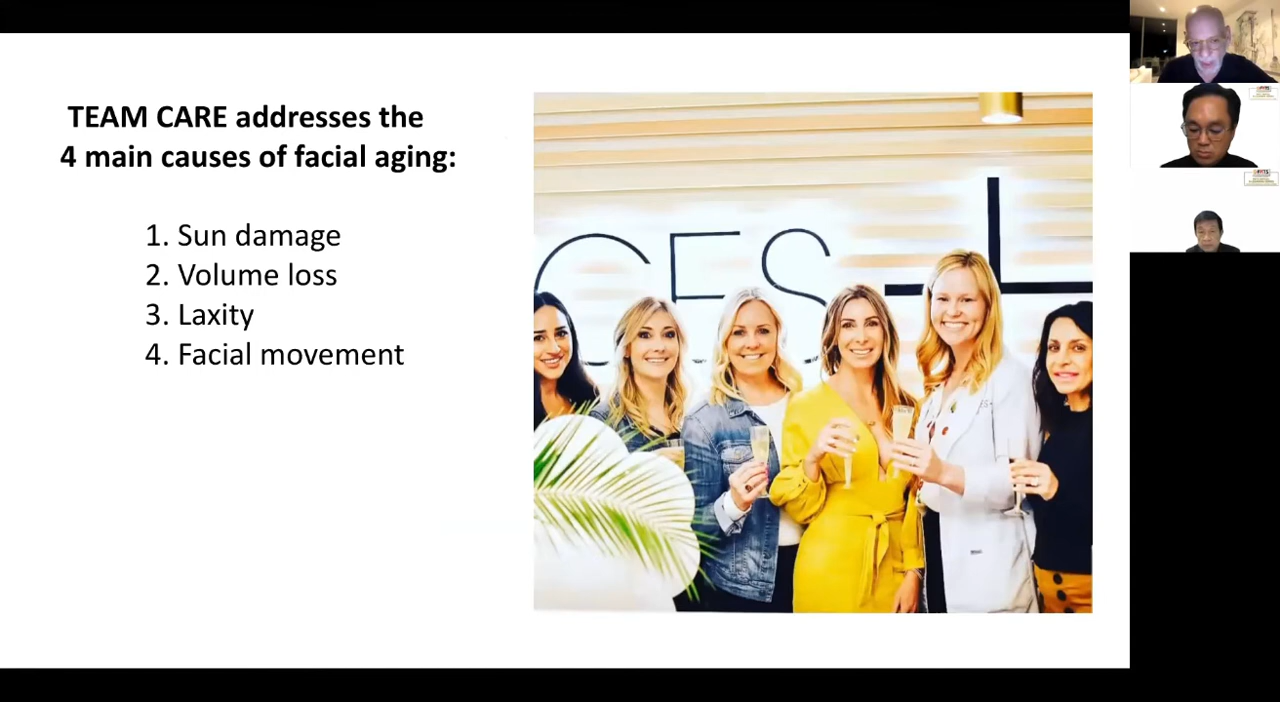 TEAM CARE addresses the
4 main causes of facial aging:
1. Sun damage
2. Volume loss
3. Laxity
4. Facial movement
CES+